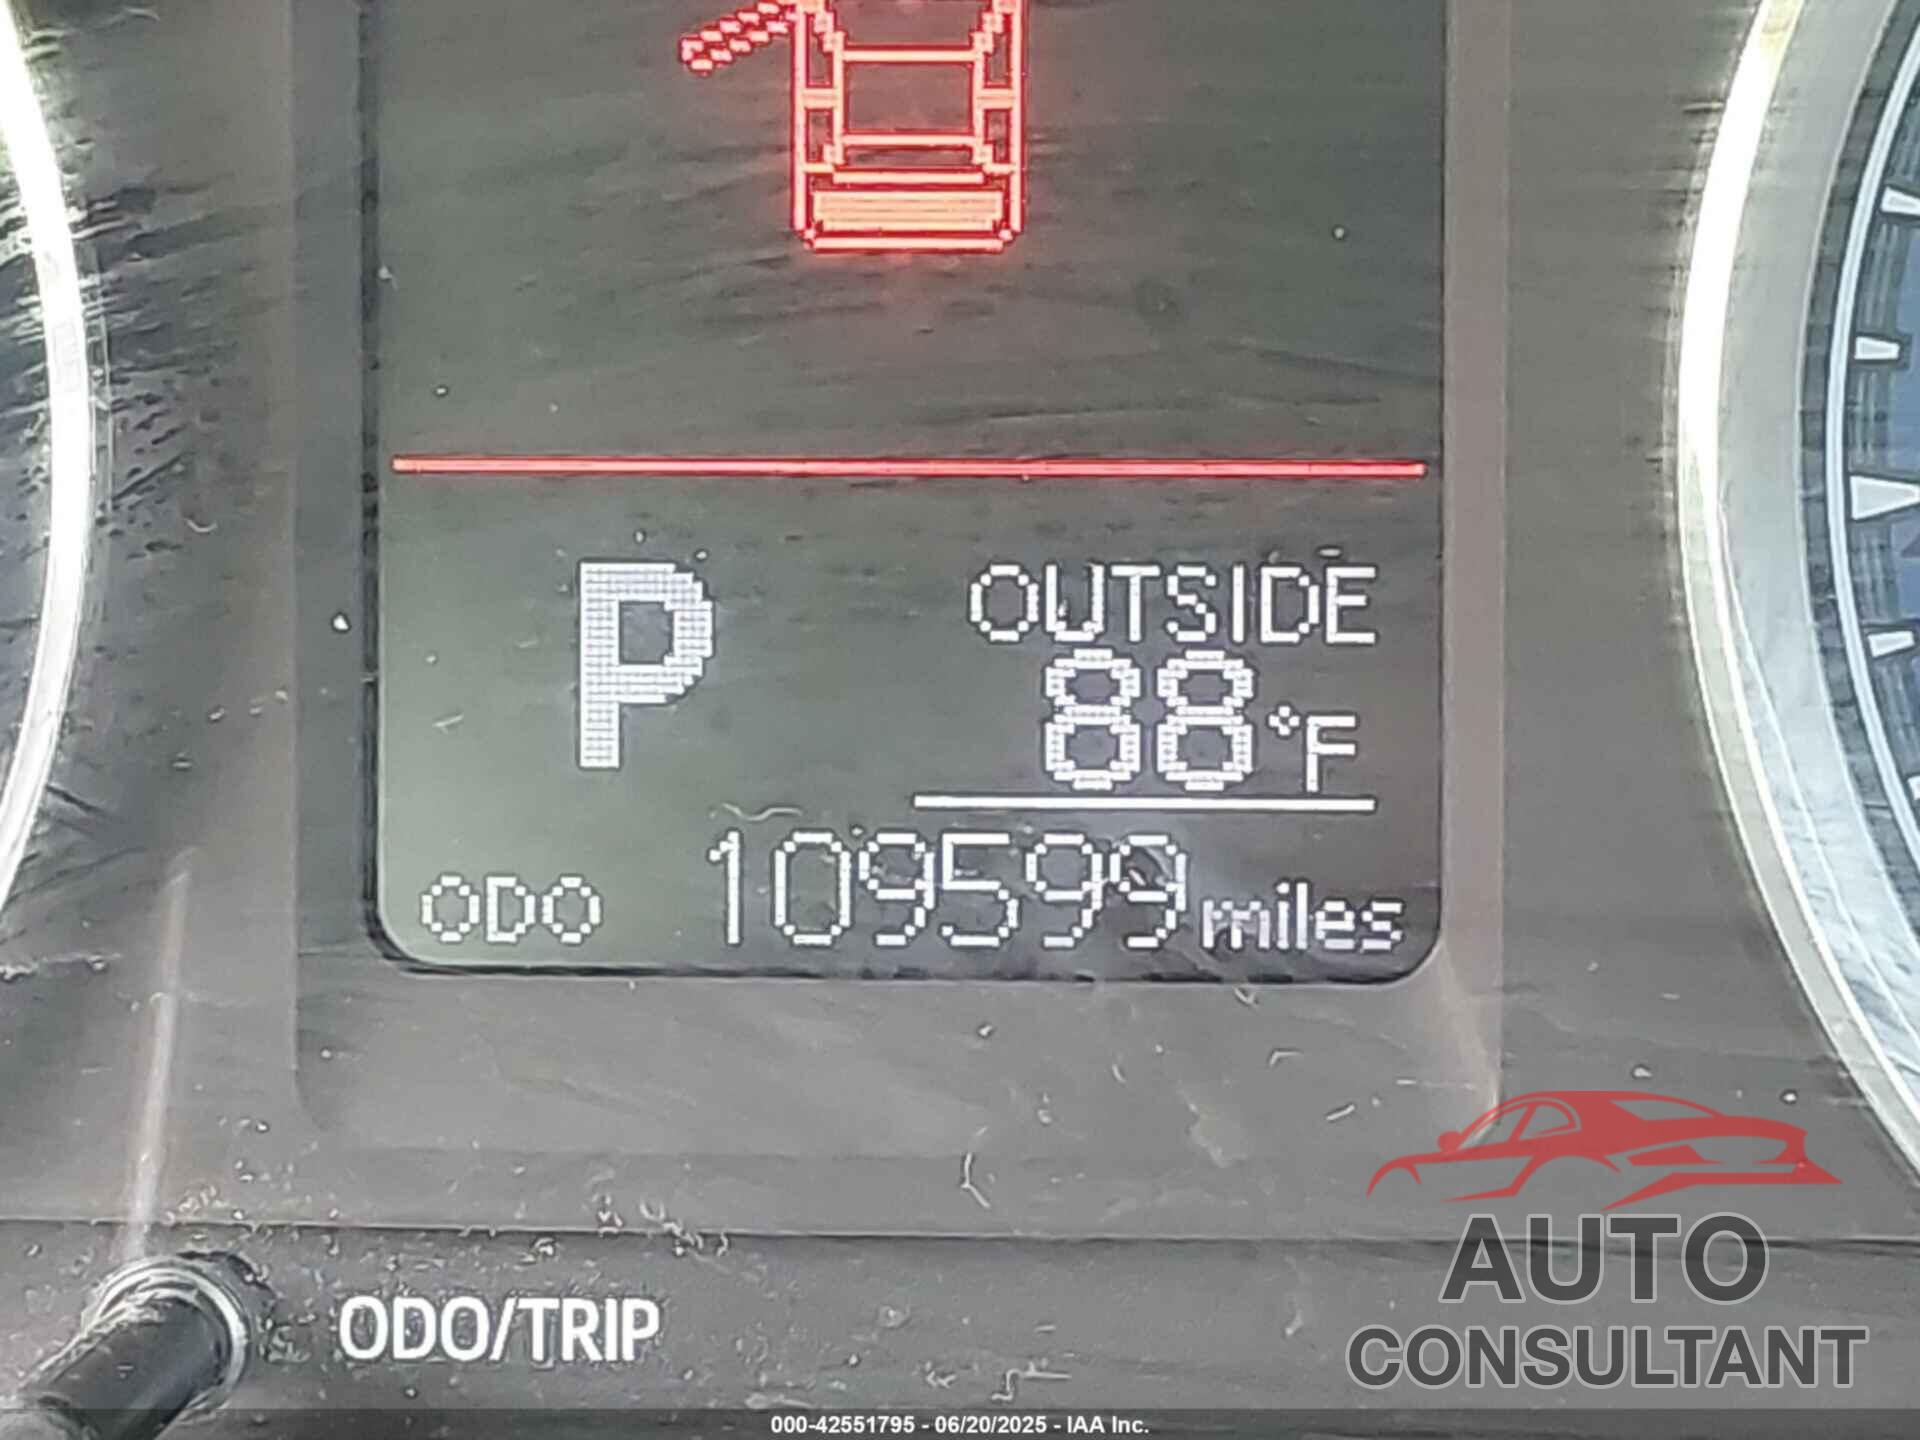 P
OUTSIDE
88°F
ODO 109599 miles
ODO/TRIP
AUTO
CONSULTANT
000-42551795 - 06/20/2025 - IAA Inc.